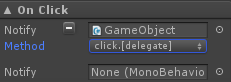 On Click
Notify GameObject
Method click.[delegate]
Notify None (MonoBehavio